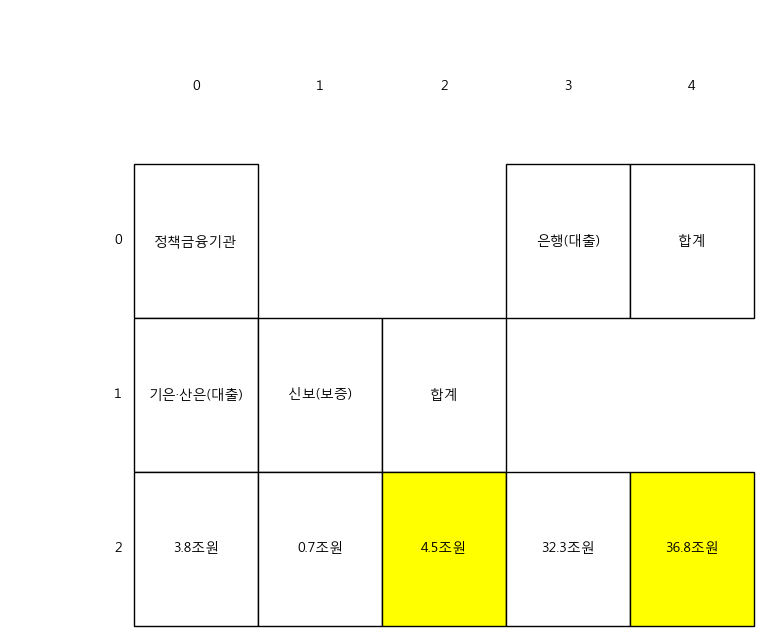 0 1 2 3 4
0 정책금융기관 은행(대출) 합계
1 기은·산은(대출) 신보(보증) 합계
2 3.8조원 0.7조원 4.5조원 32.3조원 36.8조원